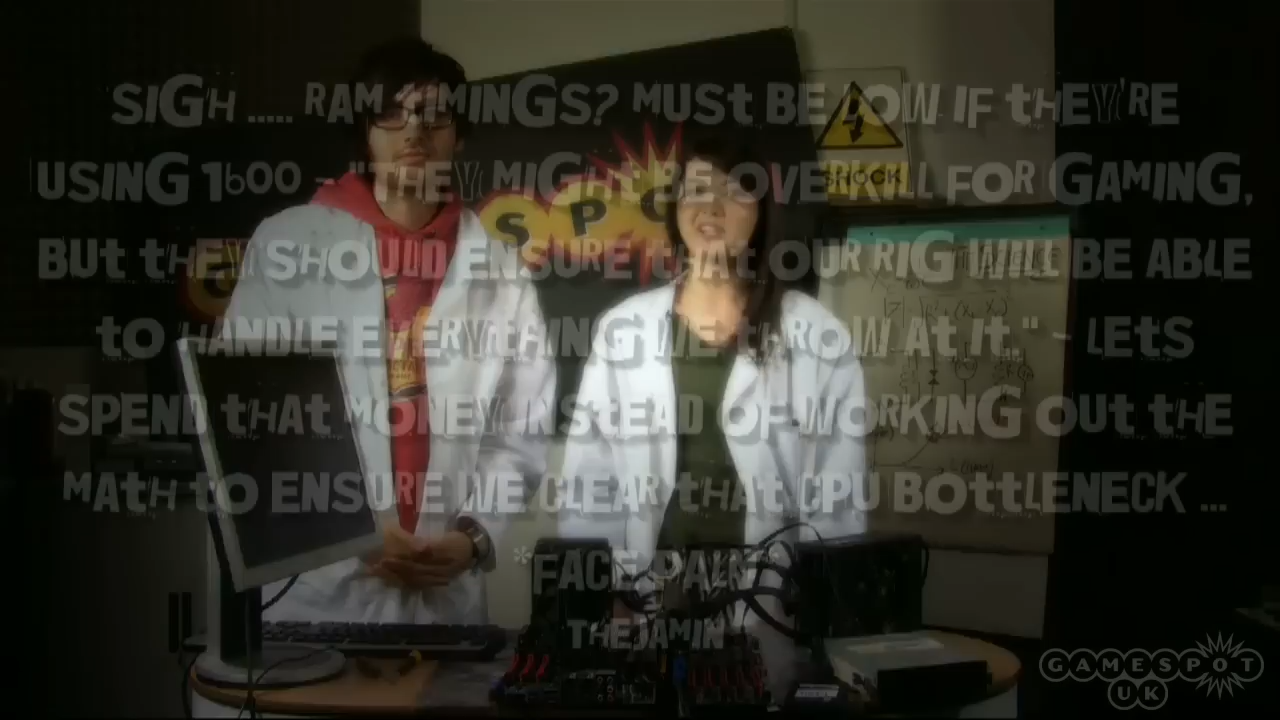 SIGH ..... RAM TIMINGS? MUST BE LOW IF THEY'RE
USING 1600 - "THEY MIGHT BE OVERKILL FOR GAMING,
BUT THEY SHOULD ENSURE THAT OUR RIG WILL BE ABLE
TO HANDLE EVERYTHING WE THROW AT IT." - LETS
SPEND THAT MONEY INSTEAD OF WORKING OUT THE
MATH TO ENSURE WE CLEAR THAT CPU BOTTLENECK ...
*FACE PALM*
THEJAMIN
SHOCK
SPO
GAMESPOT
UK